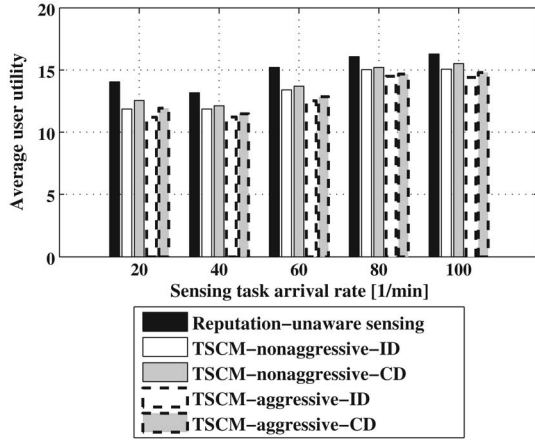 Average user utility
20
15
10
5
0
20 40 60 80 100
Sensing task arrival rate [1/min]
Reputation−unaware sensing
TSCM−nonaggressive−ID
TSCM−nonaggressive−CD
TSCM−aggressive−ID
TSCM−aggressive−CD